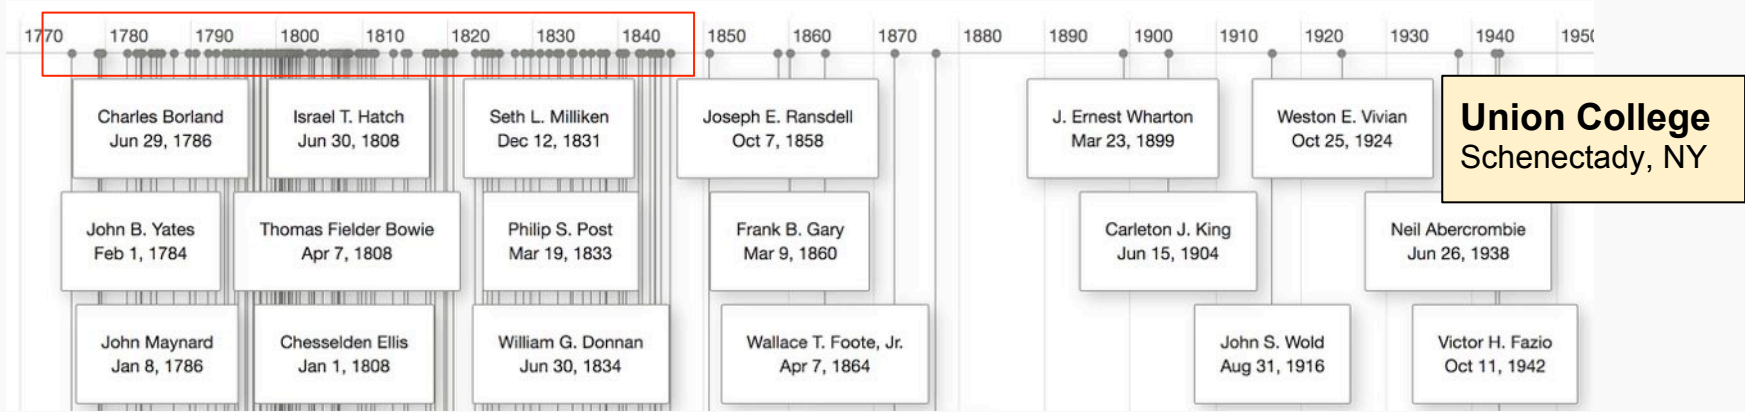 1770 1780 1790 1800 1810 1820 1830 1840 1850 1860 1870 1880 1890 1900 1910 1920 1930 1940 1950
Charles Borland
Jun 29, 1786
Israel T. Hatch
Jun 30, 1808
Seth L. Milliken
Dec 12, 1831
Joseph E. Ransdell
Oct 7, 1858
J. Ernest Wharton
Mar 23, 1899
Weston E. Vivian
Oct 25, 1924
Union College
Schenectady, NY
John B. Yates
Feb 1, 1784
Thomas Fielder Bowie
Apr 7, 1808
Philip S. Post
Mar 19, 1833
Frank B. Gary
Mar 9, 1860
Carleton J. King
Jun 15, 1904
Neil Abercrombie
Jun 26, 1938
John Maynard
Jan 8, 1786
Chesselden Ellis
Jan 1, 1808
William G. Donnan
Jun 30, 1834
Wallace T. Foote, Jr.
Apr 7, 1864
John S. Wold
Aug 31, 1916
Victor H. Fazio
Oct 11, 1942